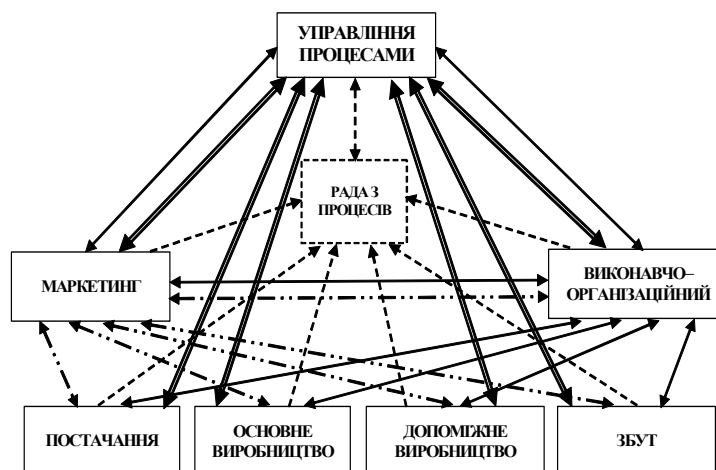 УПРАВЛІННЯ
ПРОЦЕСАМИ
РАДА З
ПРОЦЕСІВ
МАРКЕТИНГ
ВИКОНАВЧО–
ОРГАНІЗАЦІЙНИЙ
ПОСТАЧАННЯ
ОСНОВНЕ
ВИРОБНИЦТВО
ДОПОМІЖНЕ
ВИРОБНИЦТВО
ЗБУТ